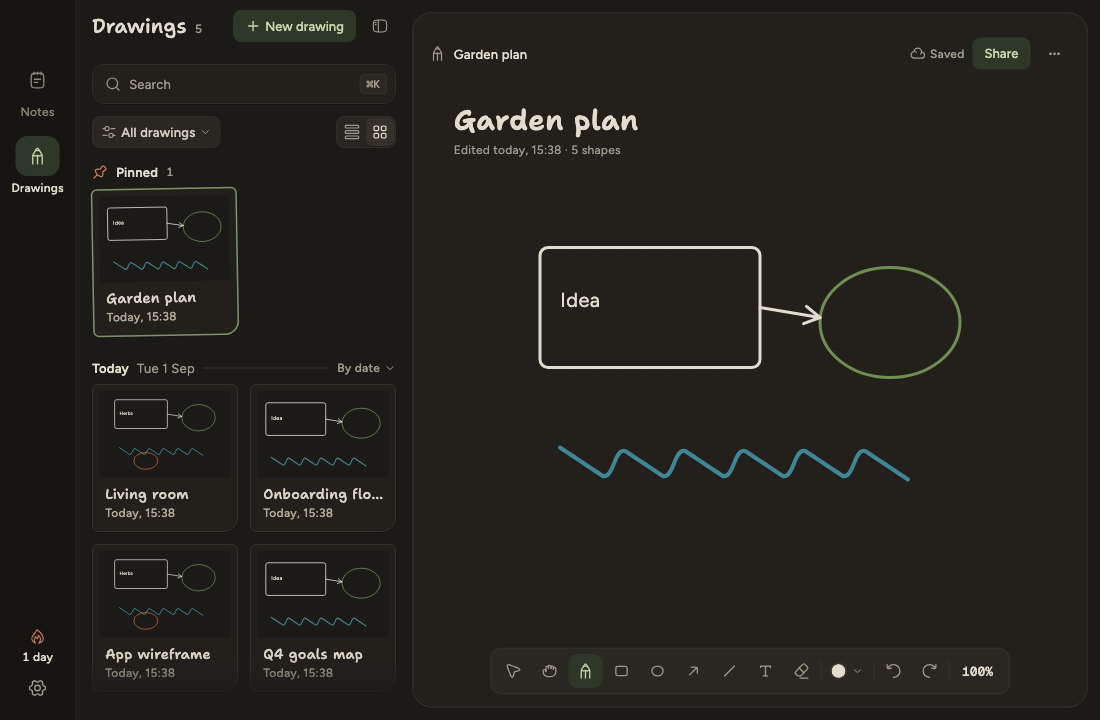 Notes
Drawings
1 day
Drawings 5
New drawing
Search
⌘K
All drawings
Pinned 1
Idea
Garden plan
Today, 15:38
Today Tue 1 Sep
By date
Herbs
Living room
Today, 15:38
Idea
Onboarding flo...
Today, 15:38
Herbs
App wireframe
Today, 15:38
Idea
Q4 goals map
Today, 15:38
Garden plan
Saved
Share
Garden plan
Edited today, 15:38 · 5 shapes
Idea
100%